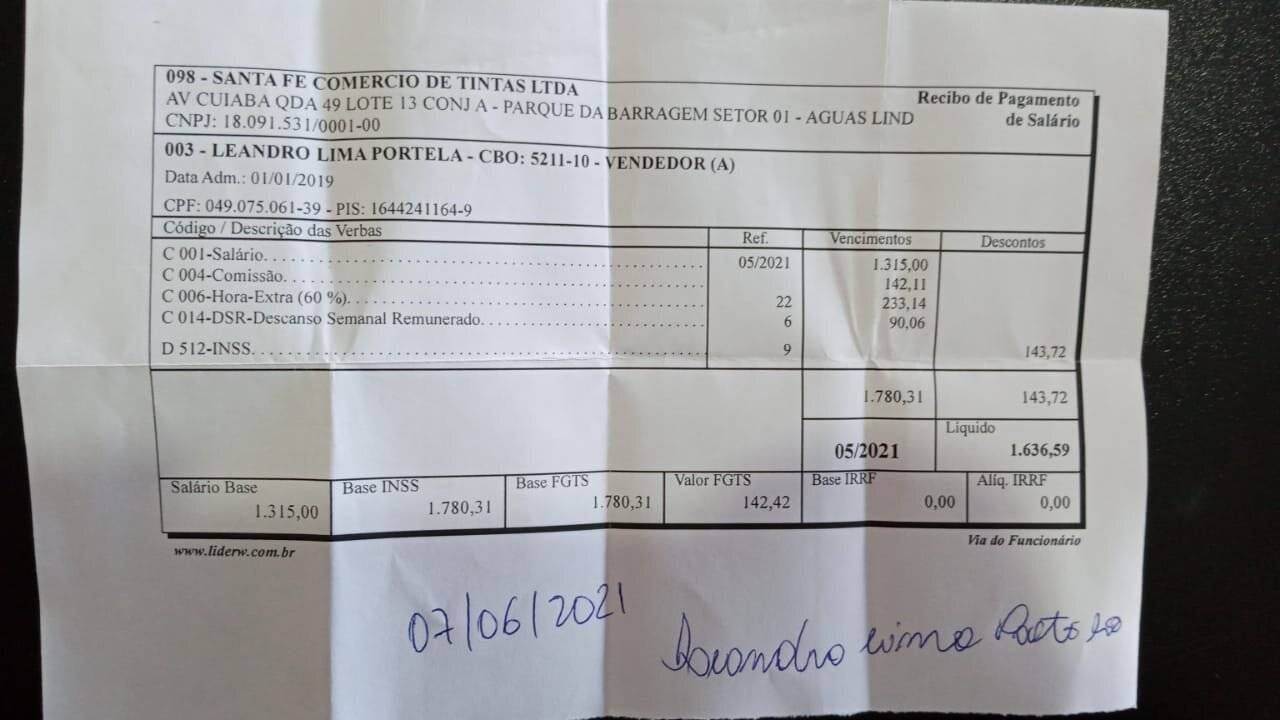 098 - SANTA FE COMERCIO DE TINTAS LTDA
AV CUIABA QDA 49 LOTE 13 CONJ A - PARQUE DA BARRAGEM SETOR 01 - AGUAS LIND
CNPJ: 18.091.531/0001-00
Recibo de Pagamento
de Salário
003 - LEANDRO LIMA PORTELA - CBO: 5211-10 - VENDEDOR (A)
Data Adm.: 01/01/2019
CPF: 049.075.061-39 - PIS: 1644241164-9
Código / Descrição das Verbas Ref. Vencimentos Descontos
C 001-Salário 05/2021 1.315,00
C 004-Comissão 142,11
C 006-Hora-Extra (60 %) 22 233,14
C 014-DSR-Descanso Semanal Remunerado 6 90,06
D 512-INSS 9 143,72
1.780,31 143,72
Líquido
05/2021 1.636,59
Salário Base Base INSS Base FGTS Valor FGTS Base IRRF Alíq. IRRF
1.315,00 1.780,31 1.780,31 142,42 0,00 0,00
www.liderw.com.br Via do Funcionário
07/06/2021
Leandro Lima Portela